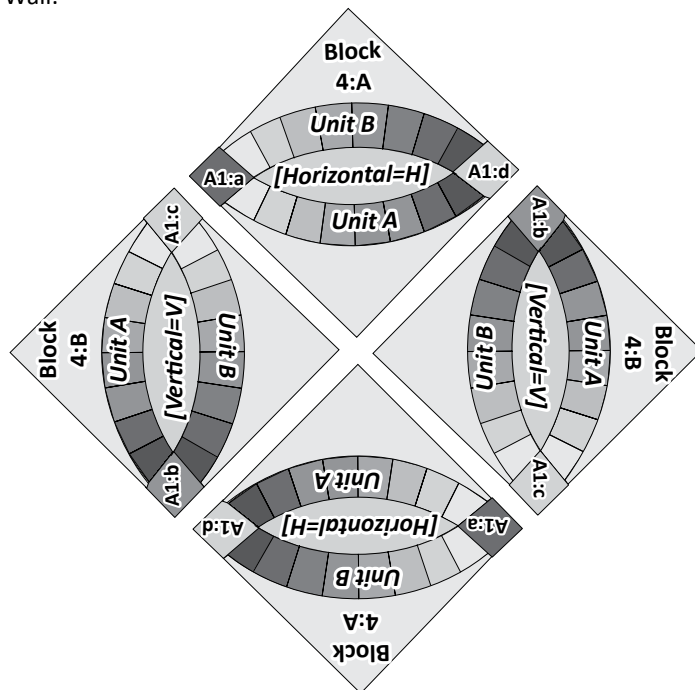 Wall.
Block
4:A
Unit B
A1:a
[Horizontal=H]
A1:d
Unit A
A1:c
Block
4:B
Unit A
[Vertical=V]
Unit B
A1:b
A1:b
Unit B
[Vertical=V]
Unit A
Block
4:B
A1:c
Unit A
A1:d
[Horizontal=H]
A1:a
Unit B
4:A
Block